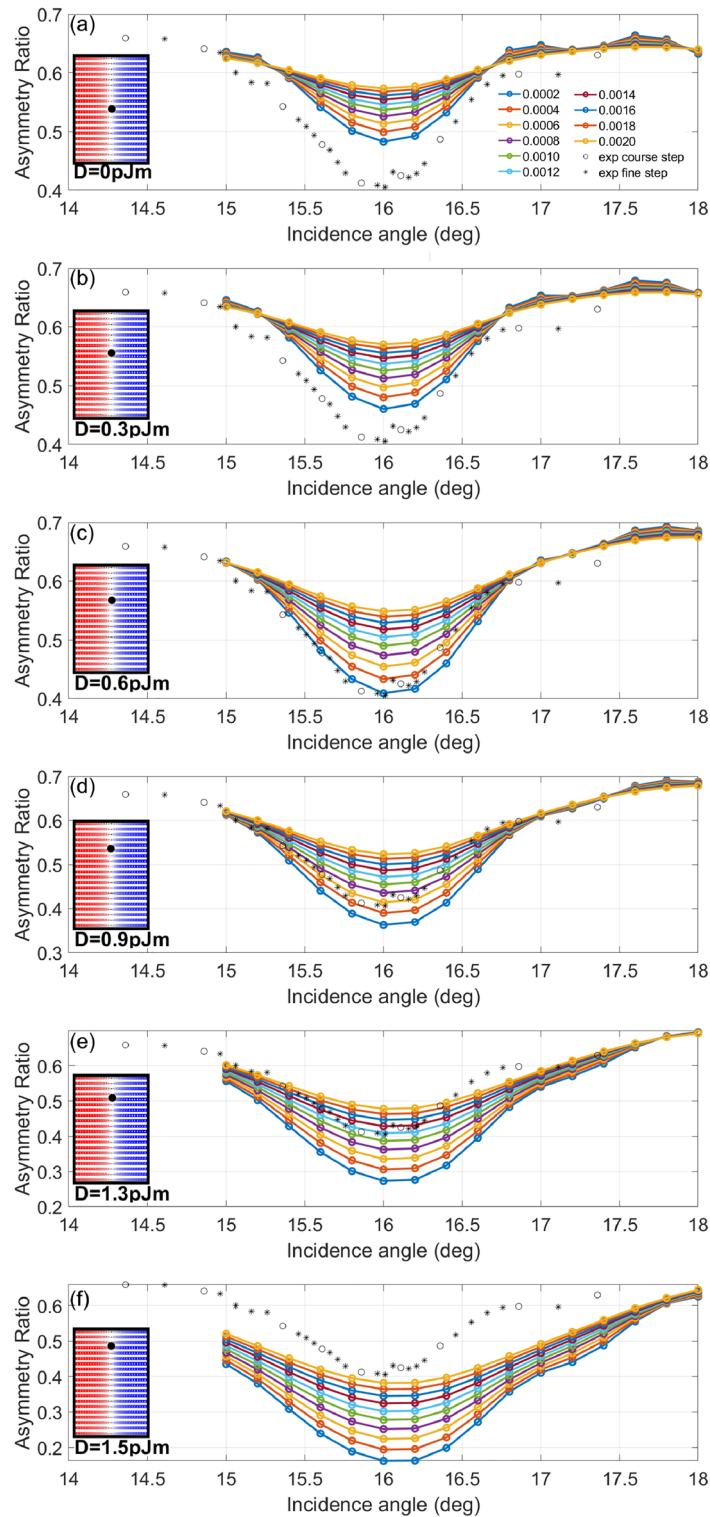 (a)
Asymmetry Ratio
0.7
0.6
0.5
0.4
D=0pJm
0.0002
0.0004
0.0006
0.0008
0.0010
0.0012
0.0014
0.0016
0.0018
0.0020
exp course step
exp fine step
14 14.5 15 15.5 16 16.5 17 17.5 18
Incidence angle (deg)
(b)
Asymmetry Ratio
0.7
0.6
0.5
0.4
D=0.3pJm
14 14.5 15 15.5 16 16.5 17 17.5 18
Incidence angle (deg)
(c)
Asymmetry Ratio
0.7
0.6
0.5
0.4
D=0.6pJm
14 14.5 15 15.5 16 16.5 17 17.5 18
Incidence angle (deg)
(d)
Asymmetry Ratio
0.7
0.6
0.5
0.4
0.3
D=0.9pJm
14 14.5 15 15.5 16 16.5 17 17.5 18
Incidence angle (deg)
(e)
Asymmetry Ratio
0.6
0.5
0.4
0.3
0.2
D=1.3pJm
14 14.5 15 15.5 16 16.5 17 17.5 18
Incidence angle (deg)
(f)
Asymmetry Ratio
0.6
0.5
0.4
0.3
0.2
D=1.5pJm
14 14.5 15 15.5 16 16.5 17 17.5 18
Incidence angle (deg)